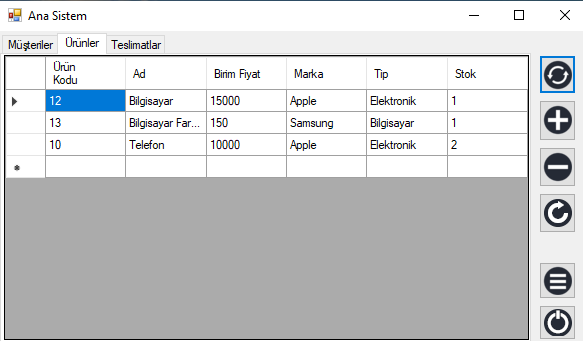 Ana Sistem
Müşteriler Ürünler Teslimatlar
Ürün Kodu Ad Birim Fiyat Marka Tip Stok
12 Bilgisayar 15000 Apple Elektronik 1
13 Bilgisayar Far... 150 Samsung Bilgisayar 1
10 Telefon 10000 Apple Elektronik 2